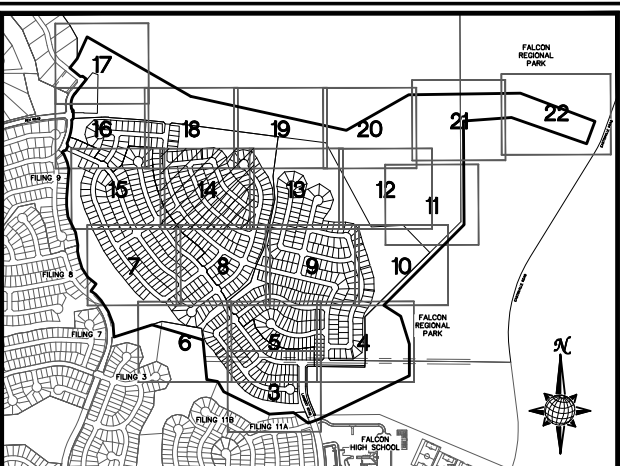 FALCON
REGIONAL
PARK
17
22
16
18
19
20
21
FILING 9
15
14
13
12
11
7
8
9
10
FILING 8
FALCON
REGIONAL
PARK
FILING 7
6
5
4
N
FILING 3
3
FILING 11B
FILING 11A
FALCON
HIGH SCHOOL